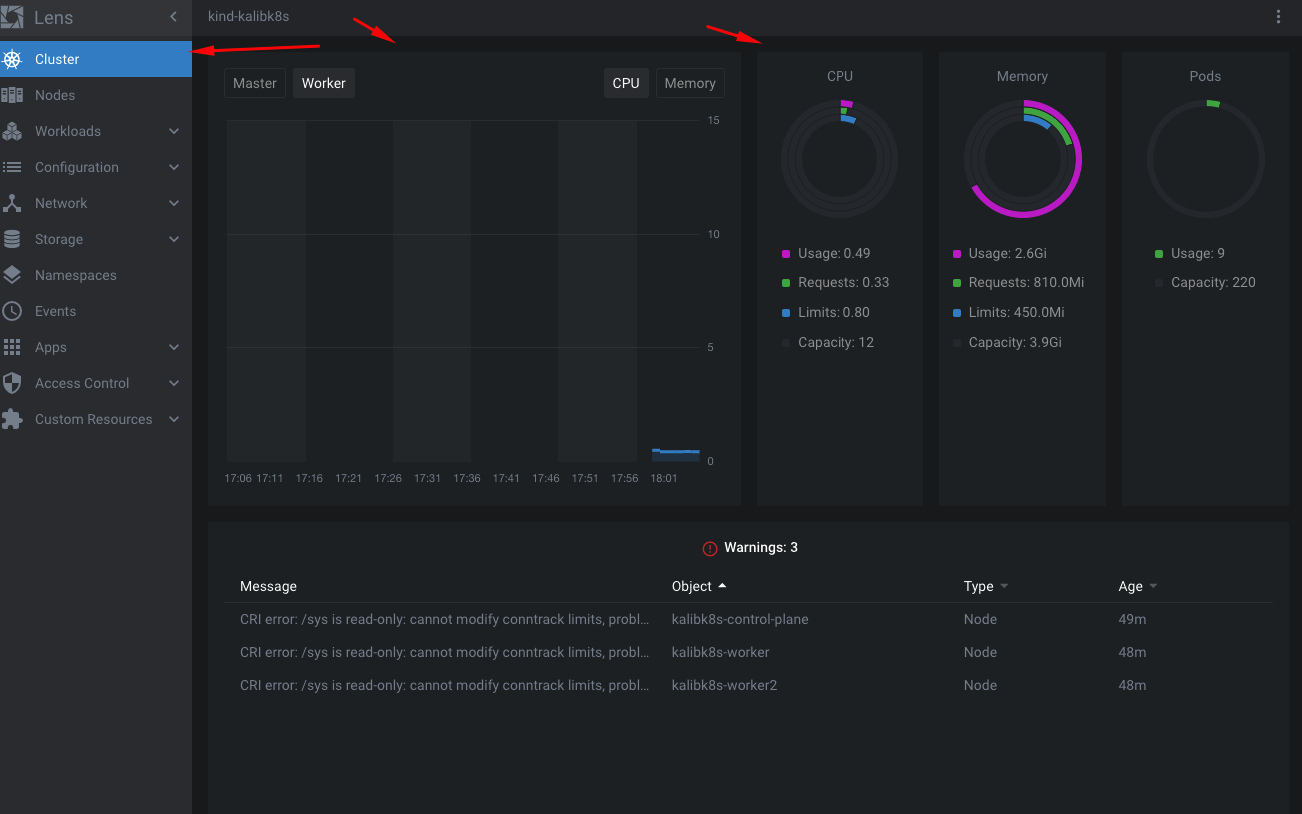 Lens
kind-kalibk8s
Cluster
Nodes
Workloads
Configuration
Network
Storage
Namespaces
Events
Apps
Access Control
Custom Resources
Master Worker CPU Memory
15
10
5
0
17:06 17:11 17:16 17:21 17:26 17:31 17:36 17:41 17:46 17:51 17:56 18:01
CPU
Usage: 0.49
Requests: 0.33
Limits: 0.80
Capacity: 12
Memory
Usage: 2.6Gi
Requests: 810.0Mi
Limits: 450.0Mi
Capacity: 3.9Gi
Pods
Usage: 9
Capacity: 220
Warnings: 3
Message Object Type Age
CRI error: /sys is read-only: cannot modify conntrack limits, probl... kalibk8s-control-plane Node 49m
CRI error: /sys is read-only: cannot modify conntrack limits, probl... kalibk8s-worker Node 48m
CRI error: /sys is read-only: cannot modify conntrack limits, probl... kalibk8s-worker2 Node 48m